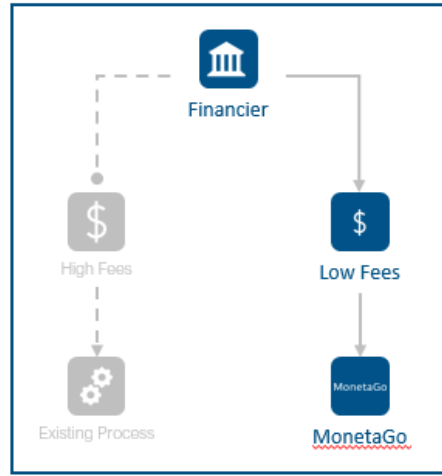 Financier
$
$
High Fees
Low Fees
MonetaGo
Existing Process
MonetaGo